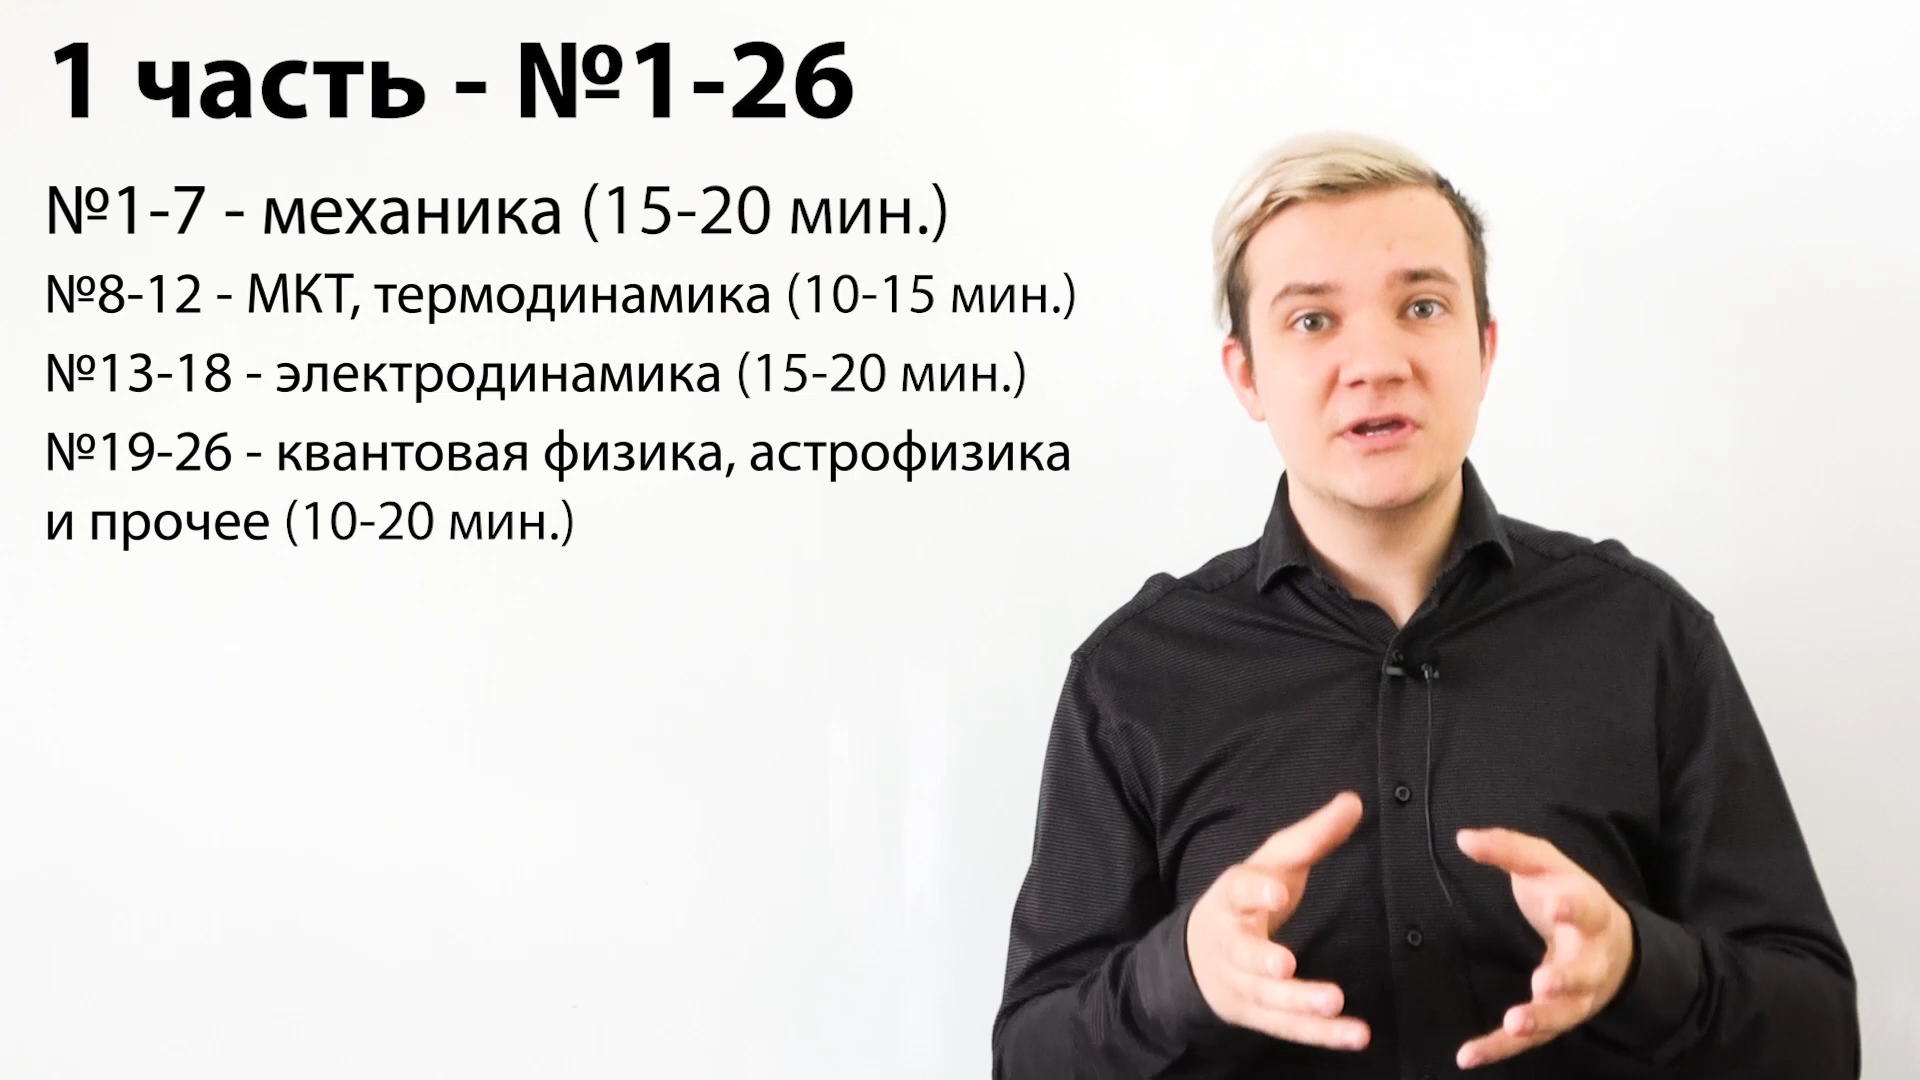 1 часть - №1-26
№1-7 - механика (15-20 мин.)
№8-12 - МКТ, термодинамика (10-15 мин.)
№13-18 - электродинамика (15-20 мин.)
№19-26 - квантовая физика, астрофизика
и прочее (10-20 мин.)